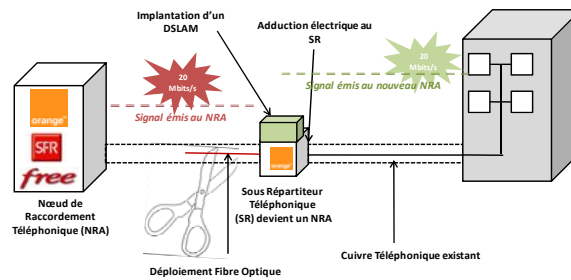 Implantation d'un
DSLAM
Adduction électrique au
SR
20
Mbits/s
20
Mbits/s
Signal émis au NRA
Signal émis au nouveau NRA
orange™
SFR
free
orange
Nœud de
Raccordement
Téléphonique (NRA)
Sous Répartiteur
Téléphonique
(SR) devient un NRA
Cuivre Téléphonique existant
Déploiement Fibre Optique